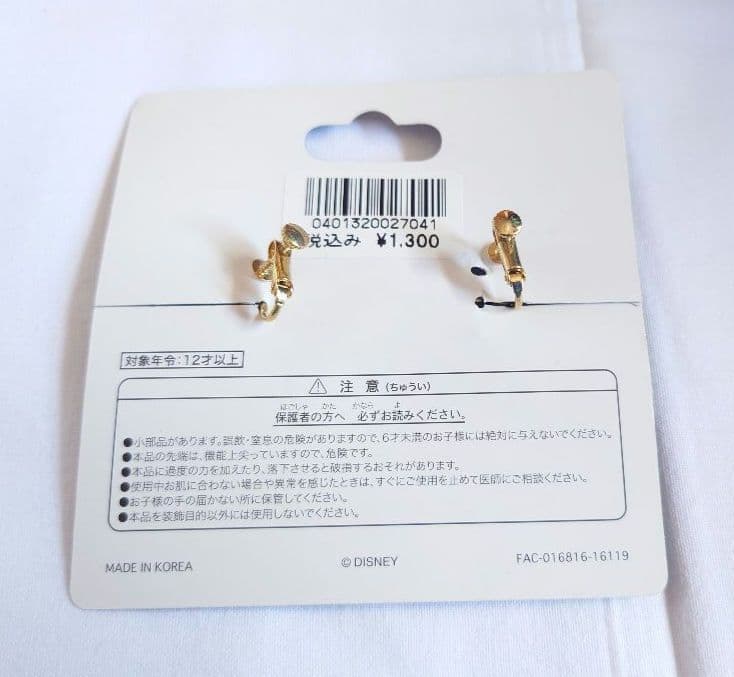 0401320027041
税込み ¥1,300
対象年令:12才以上
⚠ 注意(ちゅうい)
ほごしゃ かた かなら よ
保護者の方へ 必ずお読みください。
●小部品があります。誤飲・窒息の危険がありますので、6才未満のお子様には絶対に与えないでください。
●本品の先端は、機能上尖っていますので、危険です。
●本品に過度の力を加えたり、落下させると破損するおそれがあります。
●使用中お肌に合わない場合や異常を感じたときは、すぐにご使用を止めて医師にご相談ください。
●お子様の手の届かない所に保管してください。
●本品を装飾目的以外には使用しないでください。
MADE IN KOREA
© DISNEY
FAC-016816-16119